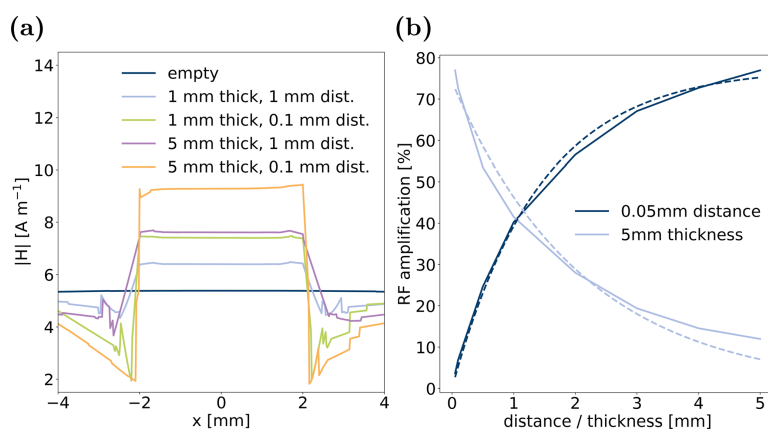 (a)
14
12
10
8
6
4
2
|H| [A m⁻¹]
empty
1 mm thick, 1 mm dist.
1 mm thick, 0.1 mm dist.
5 mm thick, 1 mm dist.
5 mm thick, 0.1 mm dist.
−4
−2
0
2
4
x [mm]
(b)
80
70
60
50
40
30
20
10
0
RF amplification [%]
0.05mm distance
5mm thickness
0
1
2
3
4
5
distance / thickness [mm]